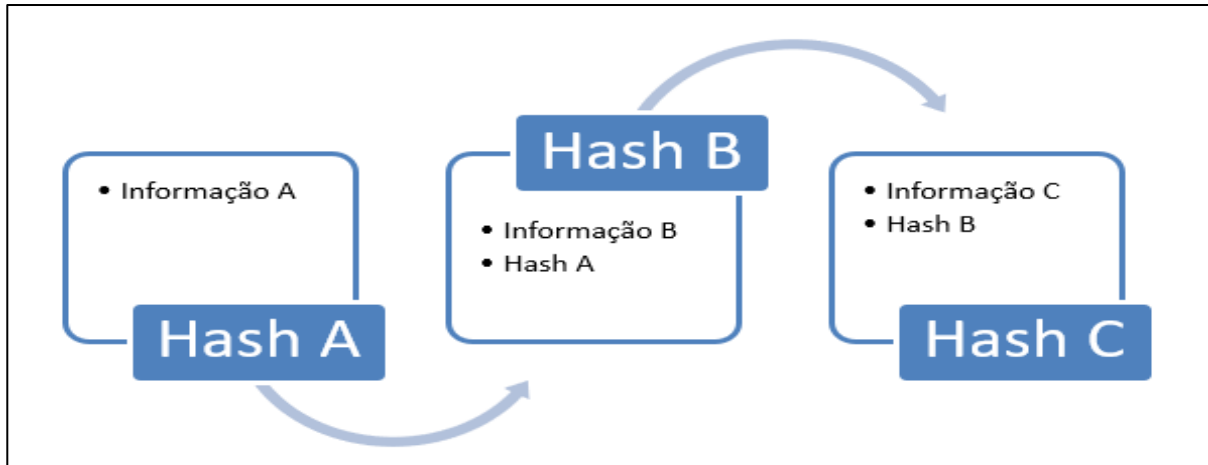 • Informação A
Hash A
Hash B
• Informação B
• Hash A
• Informação C
• Hash B
Hash C